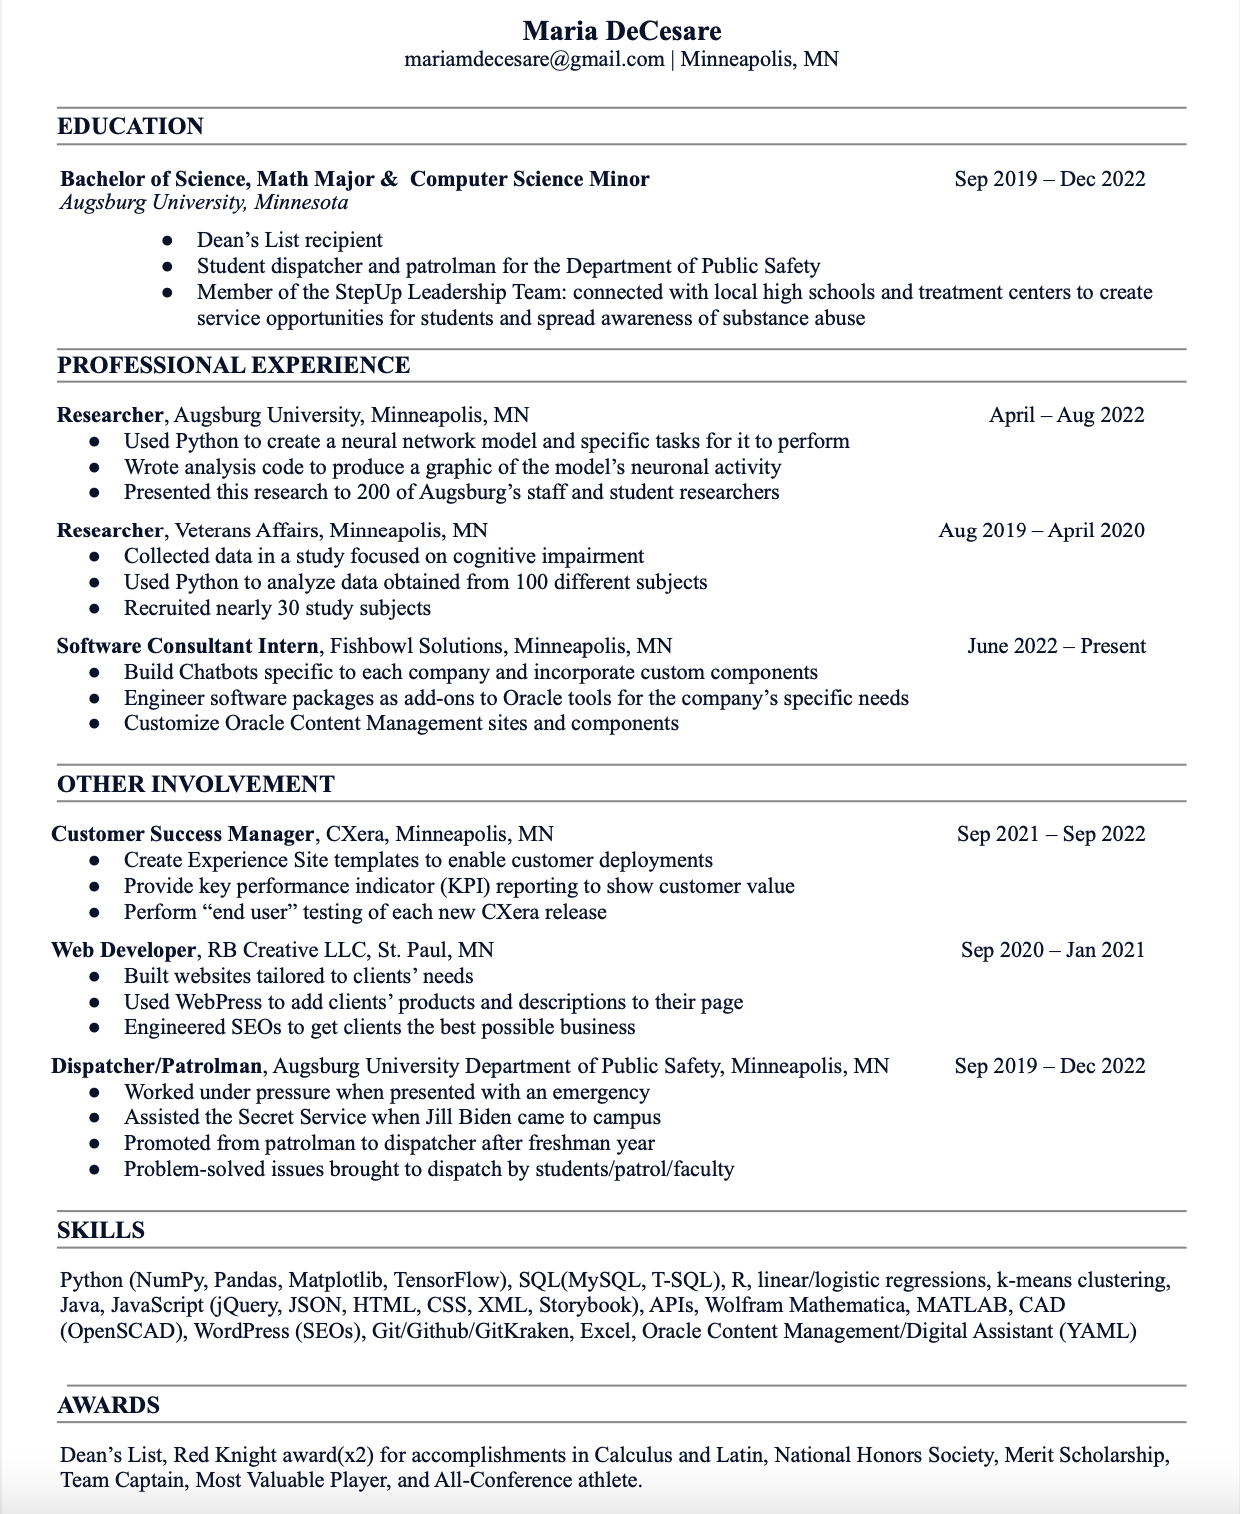 Maria DeCesare
mariamdecesare@gmail.com | Minneapolis, MN
EDUCATION
Bachelor of Science, Math Major &  Computer Science Minor Sep 2019 – Dec 2022
Augsburg University, Minnesota
● Dean’s List recipient
● Student dispatcher and patrolman for the Department of Public Safety
● Member of the StepUp Leadership Team: connected with local high schools and treatment centers to create
service opportunities for students and spread awareness of substance abuse
PROFESSIONAL EXPERIENCE
Researcher, Augsburg University, Minneapolis, MN April – Aug 2022
● Used Python to create a neural network model and specific tasks for it to perform
● Wrote analysis code to produce a graphic of the model’s neuronal activity
● Presented this research to 200 of Augsburg’s staff and student researchers
Researcher, Veterans Affairs, Minneapolis, MN Aug 2019 – April 2020
● Collected data in a study focused on cognitive impairment
● Used Python to analyze data obtained from 100 different subjects
● Recruited nearly 30 study subjects
Software Consultant Intern, Fishbowl Solutions, Minneapolis, MN June 2022 – Present
● Build Chatbots specific to each company and incorporate custom components
● Engineer software packages as add-ons to Oracle tools for the company’s specific needs
● Customize Oracle Content Management sites and components
OTHER INVOLVEMENT
Customer Success Manager, CXera, Minneapolis, MN Sep 2021 – Sep 2022
● Create Experience Site templates to enable customer deployments
● Provide key performance indicator (KPI) reporting to show customer value
● Perform “end user” testing of each new CXera release
Web Developer, RB Creative LLC, St. Paul, MN Sep 2020 – Jan 2021
● Built websites tailored to clients’ needs
● Used WebPress to add clients’ products and descriptions to their page
● Engineered SEOs to get clients the best possible business
Dispatcher/Patrolman, Augsburg University Department of Public Safety, Minneapolis, MN Sep 2019 – Dec 2022
● Worked under pressure when presented with an emergency
● Assisted the Secret Service when Jill Biden came to campus
● Promoted from patrolman to dispatcher after freshman year
● Problem-solved issues brought to dispatch by students/patrol/faculty
SKILLS
Python (NumPy, Pandas, Matplotlib, TensorFlow), SQL(MySQL, T-SQL), R, linear/logistic regressions, k-means clustering,
Java, JavaScript (jQuery, JSON, HTML, CSS, XML, Storybook), APIs, Wolfram Mathematica, MATLAB, CAD
(OpenSCAD), WordPress (SEOs), Git/Github/GitKraken, Excel, Oracle Content Management/Digital Assistant (YAML)
AWARDS
Dean’s List, Red Knight award(x2) for accomplishments in Calculus and Latin, National Honors Society, Merit Scholarship,
Team Captain, Most Valuable Player, and All-Conference athlete.